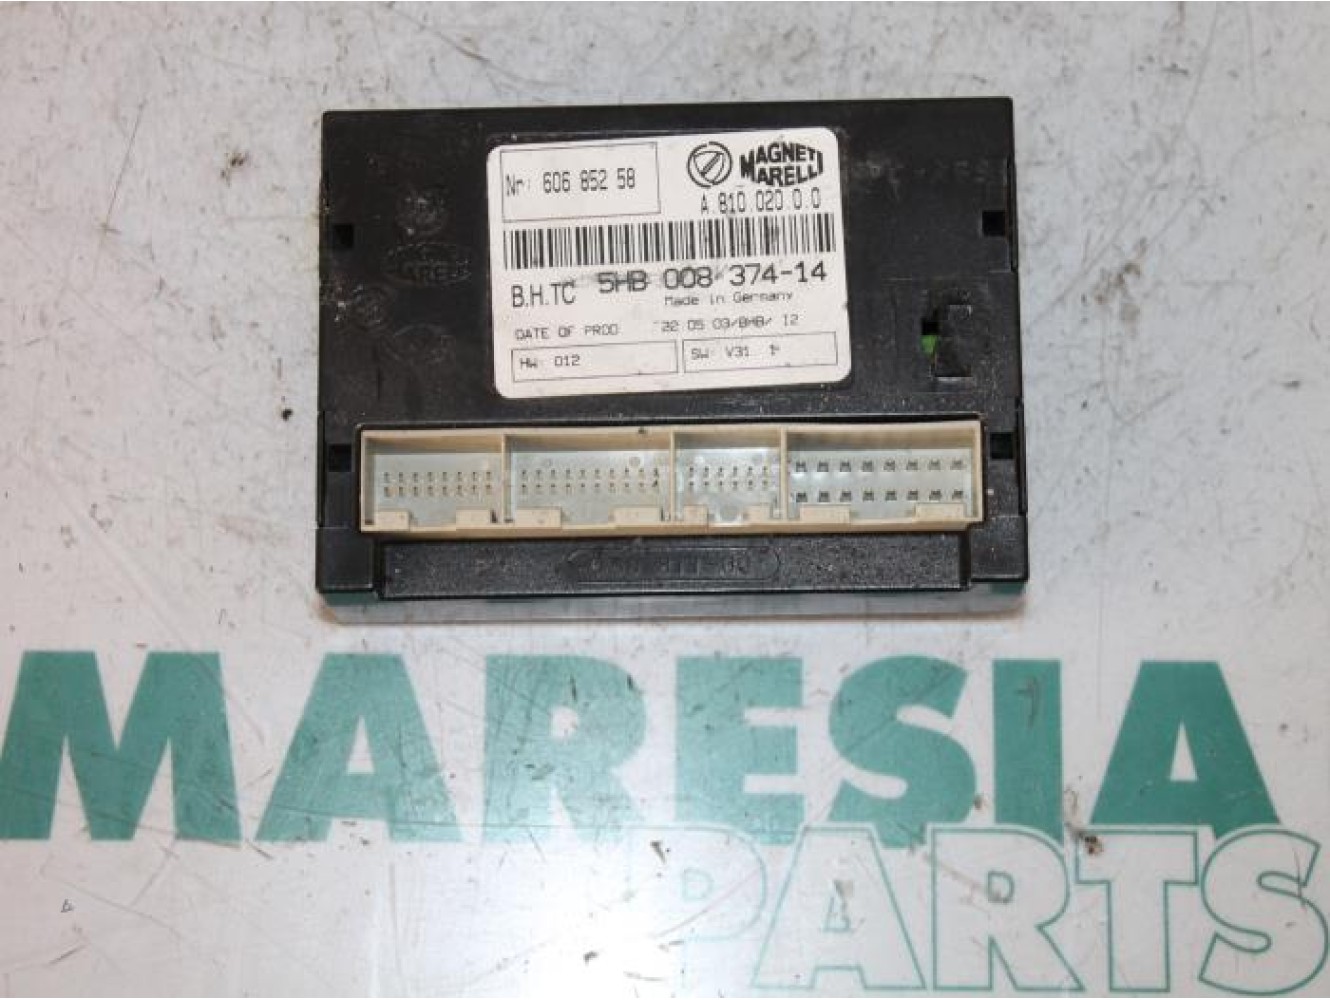 Nr: 606 852 58
MAGNETI
MARELLI
A 810 020 0.0
B.H.TC 5HB 008 374-14
Made in Germany
DATE OF PROD 22 05 03/BHB/ 12
HW: 012
SW: V31 1
MARESIA
PARTS